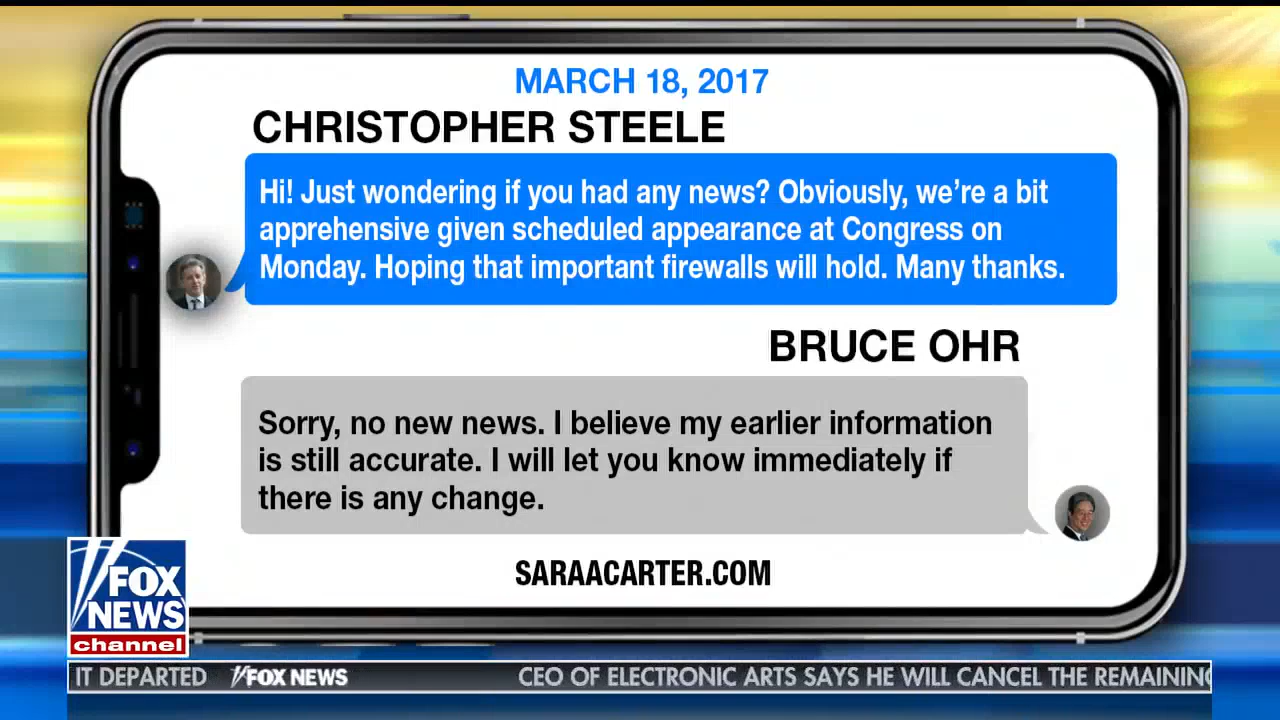 MARCH 18, 2017
CHRISTOPHER STEELE
Hi! Just wondering if you had any news? Obviously, we’re a bit
apprehensive given scheduled appearance at Congress on
Monday. Hoping that important firewalls will hold. Many thanks.
BRUCE OHR
Sorry, no new news. I believe my earlier information
is still accurate. I will let you know immediately if
there is any change.
SARAACARTER.COM
FOX
NEWS
channel
IT DEPARTED FOX NEWS CEO OF ELECTRONIC ARTS SAYS HE WILL CANCEL THE REMAINING